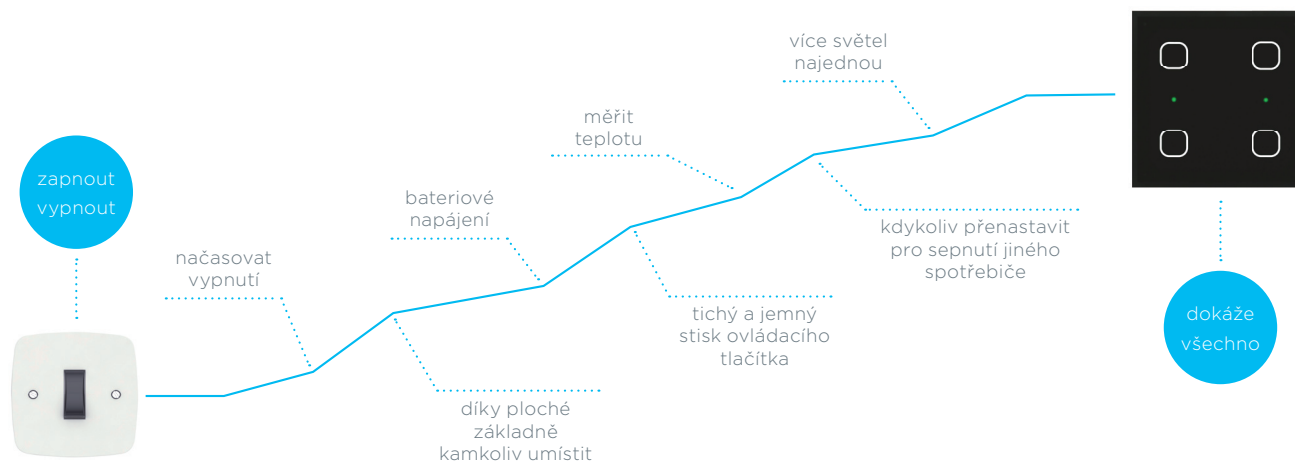 zapnout
vypnout
načasovat
vypnutí
díky ploché
základně
kamkoliv umístit
bateriové
napájení
tichý a jemný
stisk ovládacího
tlačítka
měřit
teplotu
kdykoliv přenastavit
pro sepnutí jiného
spotřebiče
více světel
najednou
dokáže
všechno